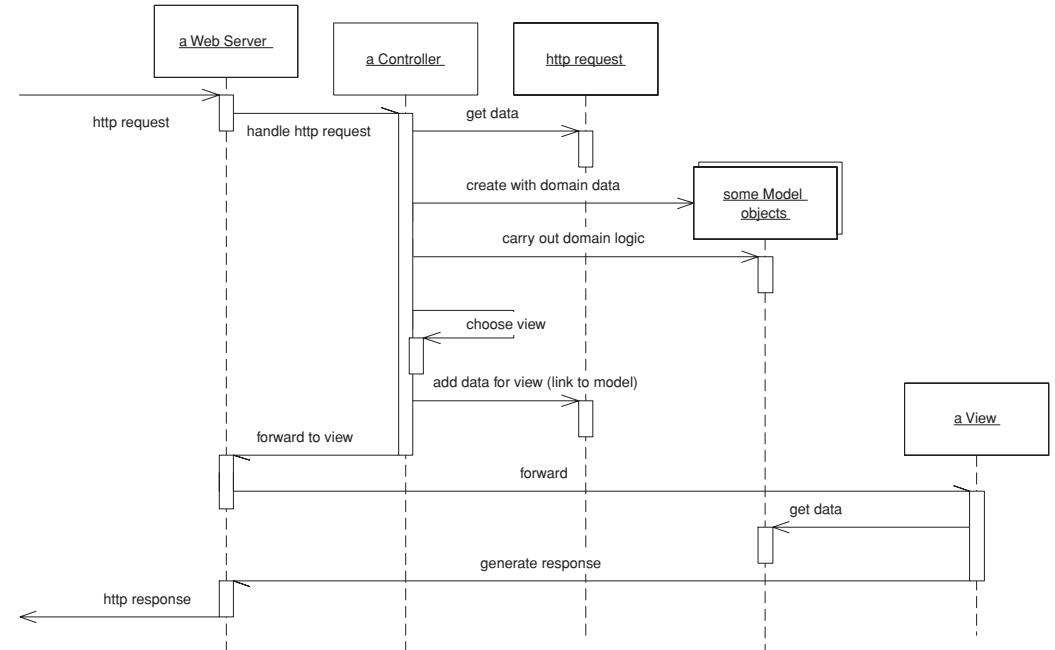 a Web Server
a Controller
http request
http request
handle http request
get data
create with domain data
some Model
objects
carry out domain logic
choose view
add data for view (link to model)
a View
forward to view
forward
get data
generate response
http response